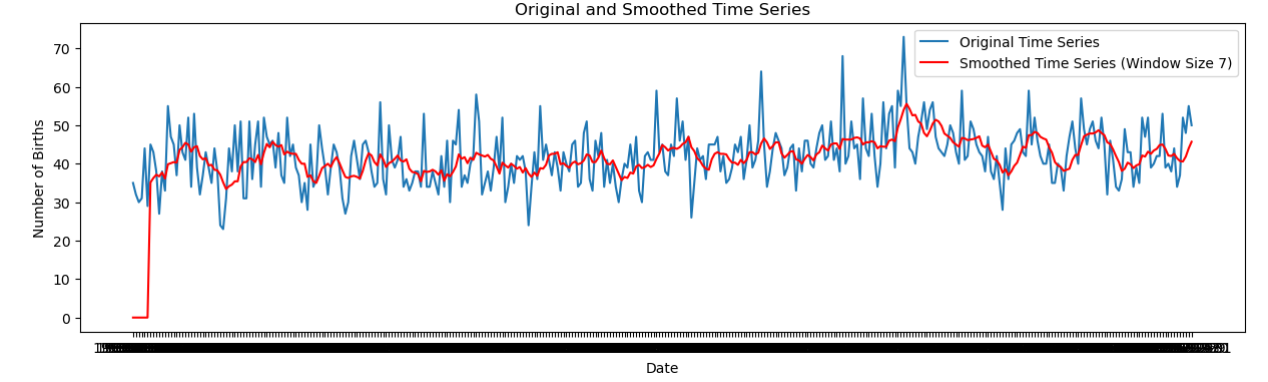 Original and Smoothed Time Series
Original Time Series
Smoothed Time Series (Window Size 7)
Number of Births
70
60
50
40
30
20
10
0
Date